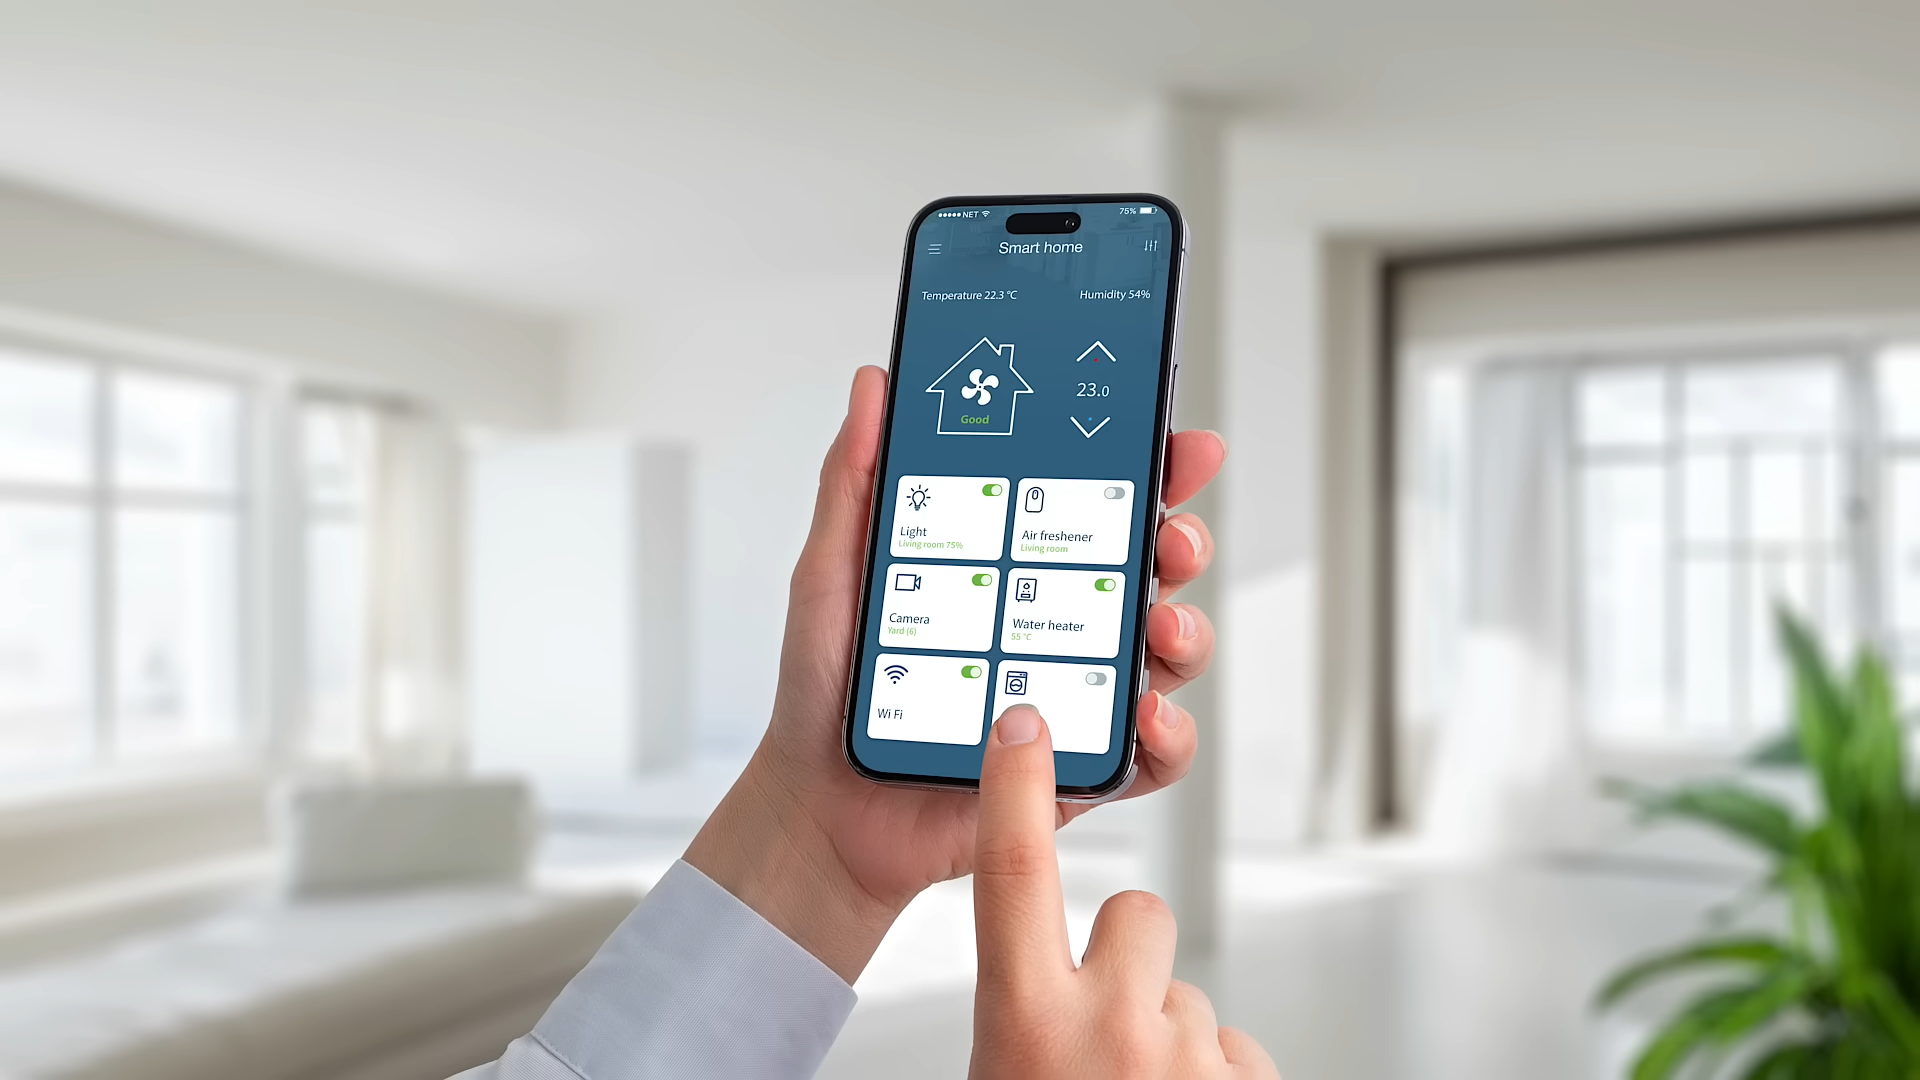 NET 75%
Smart home
Temperature 22.3 °C Humidity 54%
23.0
Good
Light
Living room 75%
Air freshener
Living room
Camera
Yard (6)
Water heater
55 °C
Wi Fi